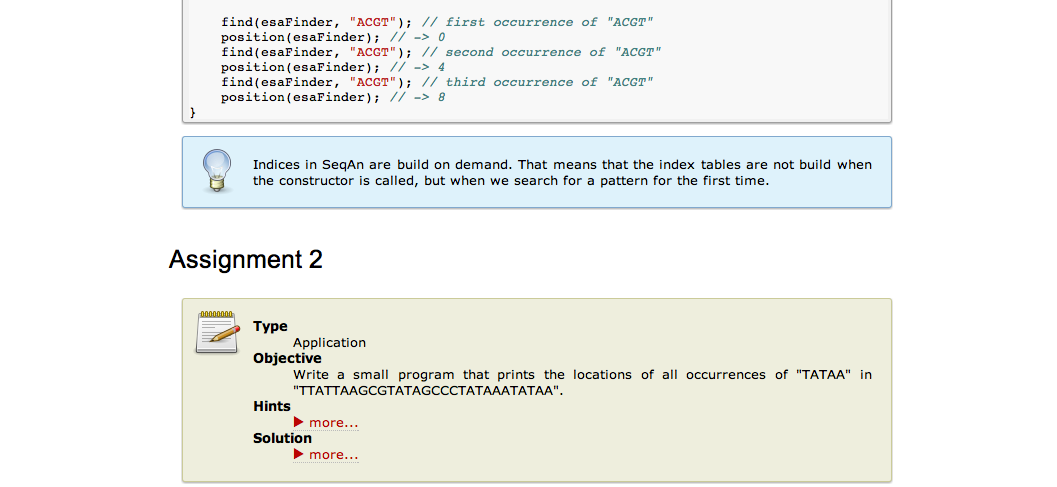 find(esaFinder, "ACGT"); // first occurrence of "ACGT"
position(esaFinder); // -> 0
find(esaFinder, "ACGT"); // second occurrence of "ACGT"
position(esaFinder); // -> 4
find(esaFinder, "ACGT"); // third occurrence of "ACGT"
position(esaFinder); // -> 8
}
Indices in SeqAn are build on demand. That means that the index tables are not build when
the constructor is called, but when we search for a pattern for the first time.
Assignment 2
Type
Application
Objective
Write a small program that prints the locations of all occurrences of "TATAA" in
"TTATTAAGCGTATAGCCCTATAAATATAA".
Hints
▶ more...
Solution
▶ more...